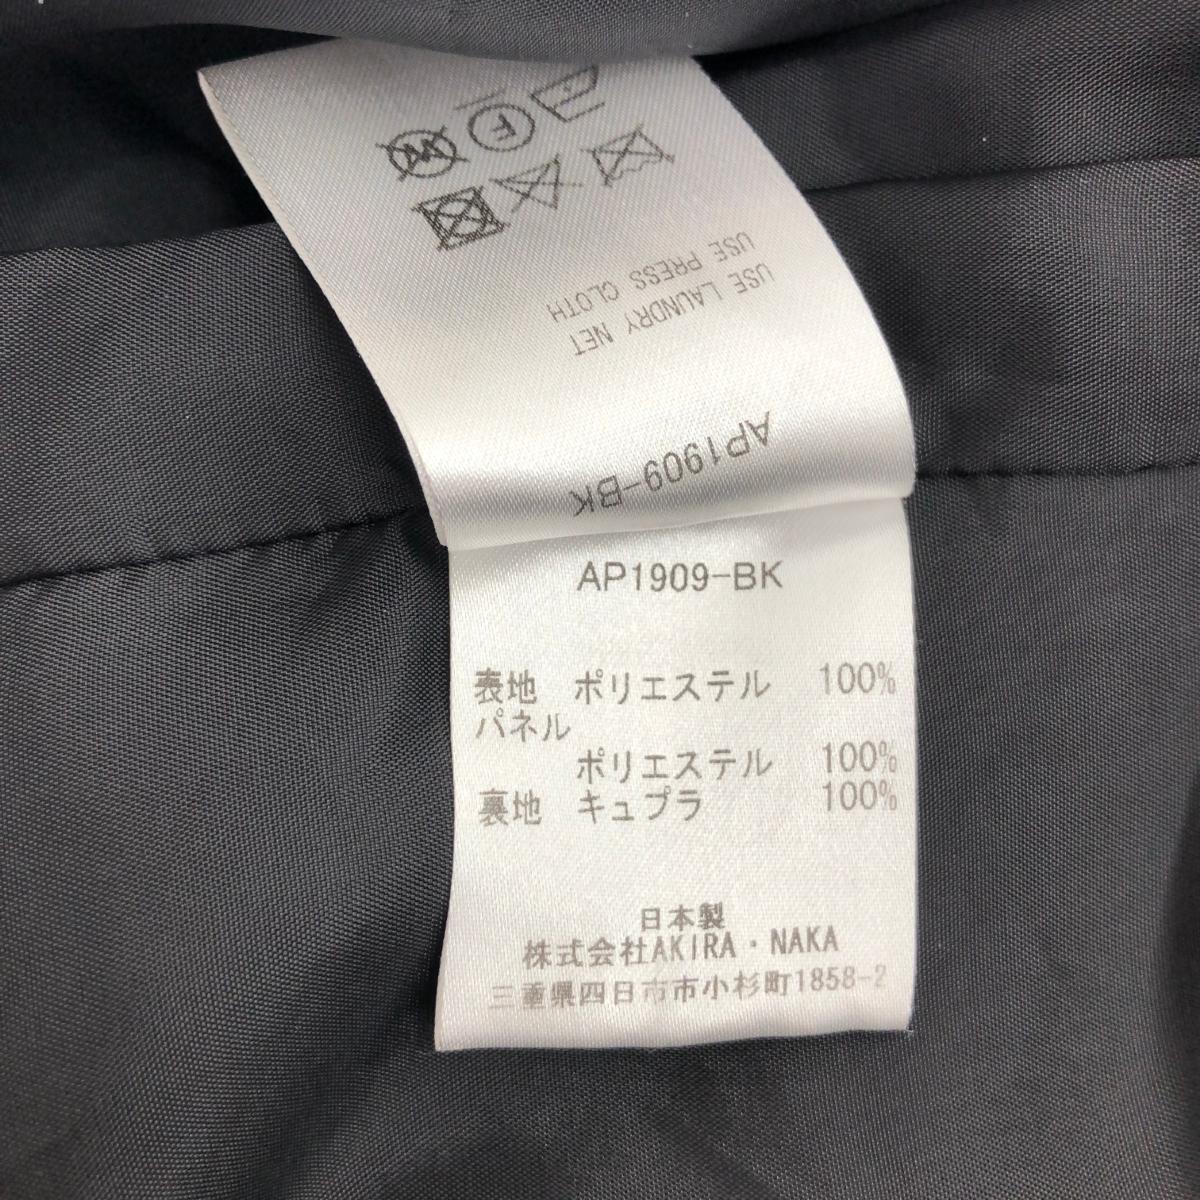 USE LAUNDRY NET
USE PRESS CLOTH
AP1909-BK
AP1909-BK
表地 ポリエステル 100%
パネル
ポリエステル 100%
裏地 キュプラ 100%
日本製
株式会社AKIRA・NAKA
三重県四日市市小杉町1858-2
F
W